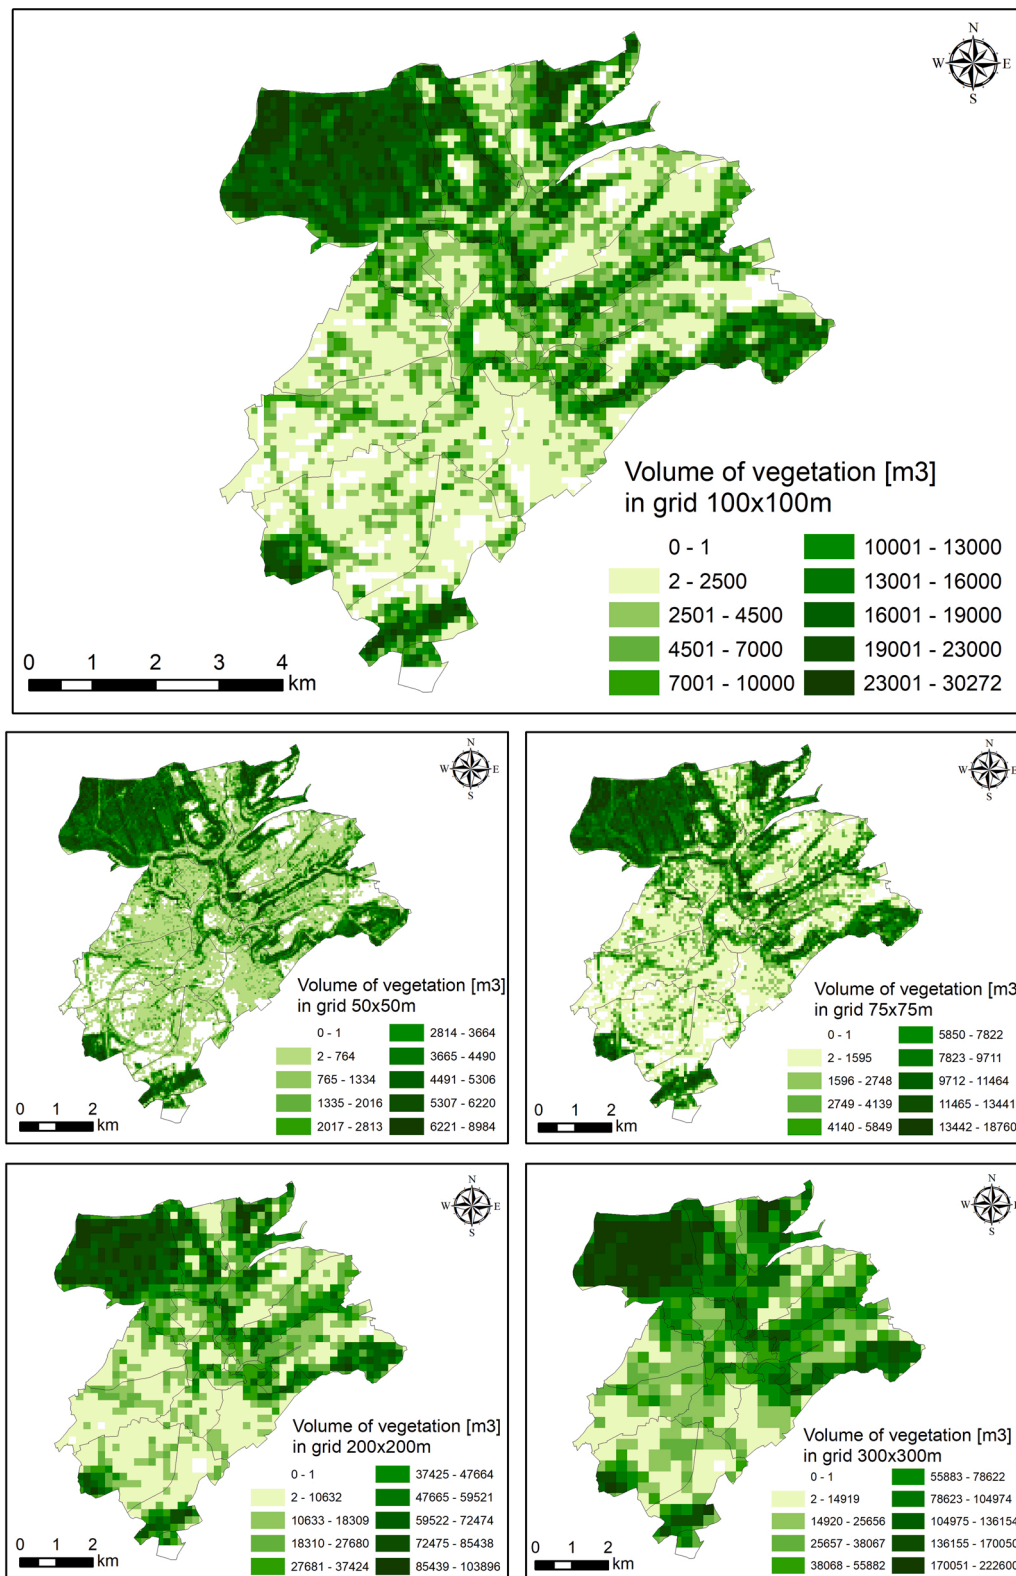 N
W E
S
Volume of vegetation [m3]
in grid 100x100m
0 - 1 10001 - 13000
2 - 2500 13001 - 16000
2501 - 4500 16001 - 19000
4501 - 7000 19001 - 23000
7001 - 10000 23001 - 30272
0 1 2 3 4
km
N
W E
S
Volume of vegetation [m3]
in grid 50x50m
0 - 1 2814 - 3664
2 - 764 3665 - 4490
765 - 1334 4491 - 5306
1335 - 2016 5307 - 6220
2017 - 2813 6221 - 8984
0 1 2
km
N
W E
S
Volume of vegetation [m3
in grid 75x75m
0 - 1 5850 - 7822
2 - 1595 7823 - 9711
1596 - 2748 9712 - 11464
2749 - 4139 11465 - 13441
4140 - 5849 13442 - 18760
0 1 2
km
N
W E
S
Volume of vegetation [m3]
in grid 200x200m
0 - 1 37425 - 47664
2 - 10632 47665 - 59521
10633 - 18309 59522 - 72474
18310 - 27680 72475 - 85438
27681 - 37424 85439 - 103896
0 1 2
km
N
W E
S
Volume of vegetation [m3]
in grid 300x300m
0 - 1 55883 - 78622
2 - 14919 78623 - 104974
14920 - 25656 104975 - 136154
25657 - 38067 136155 - 170050
38068 - 55882 170051 - 222600
0 1 2
km